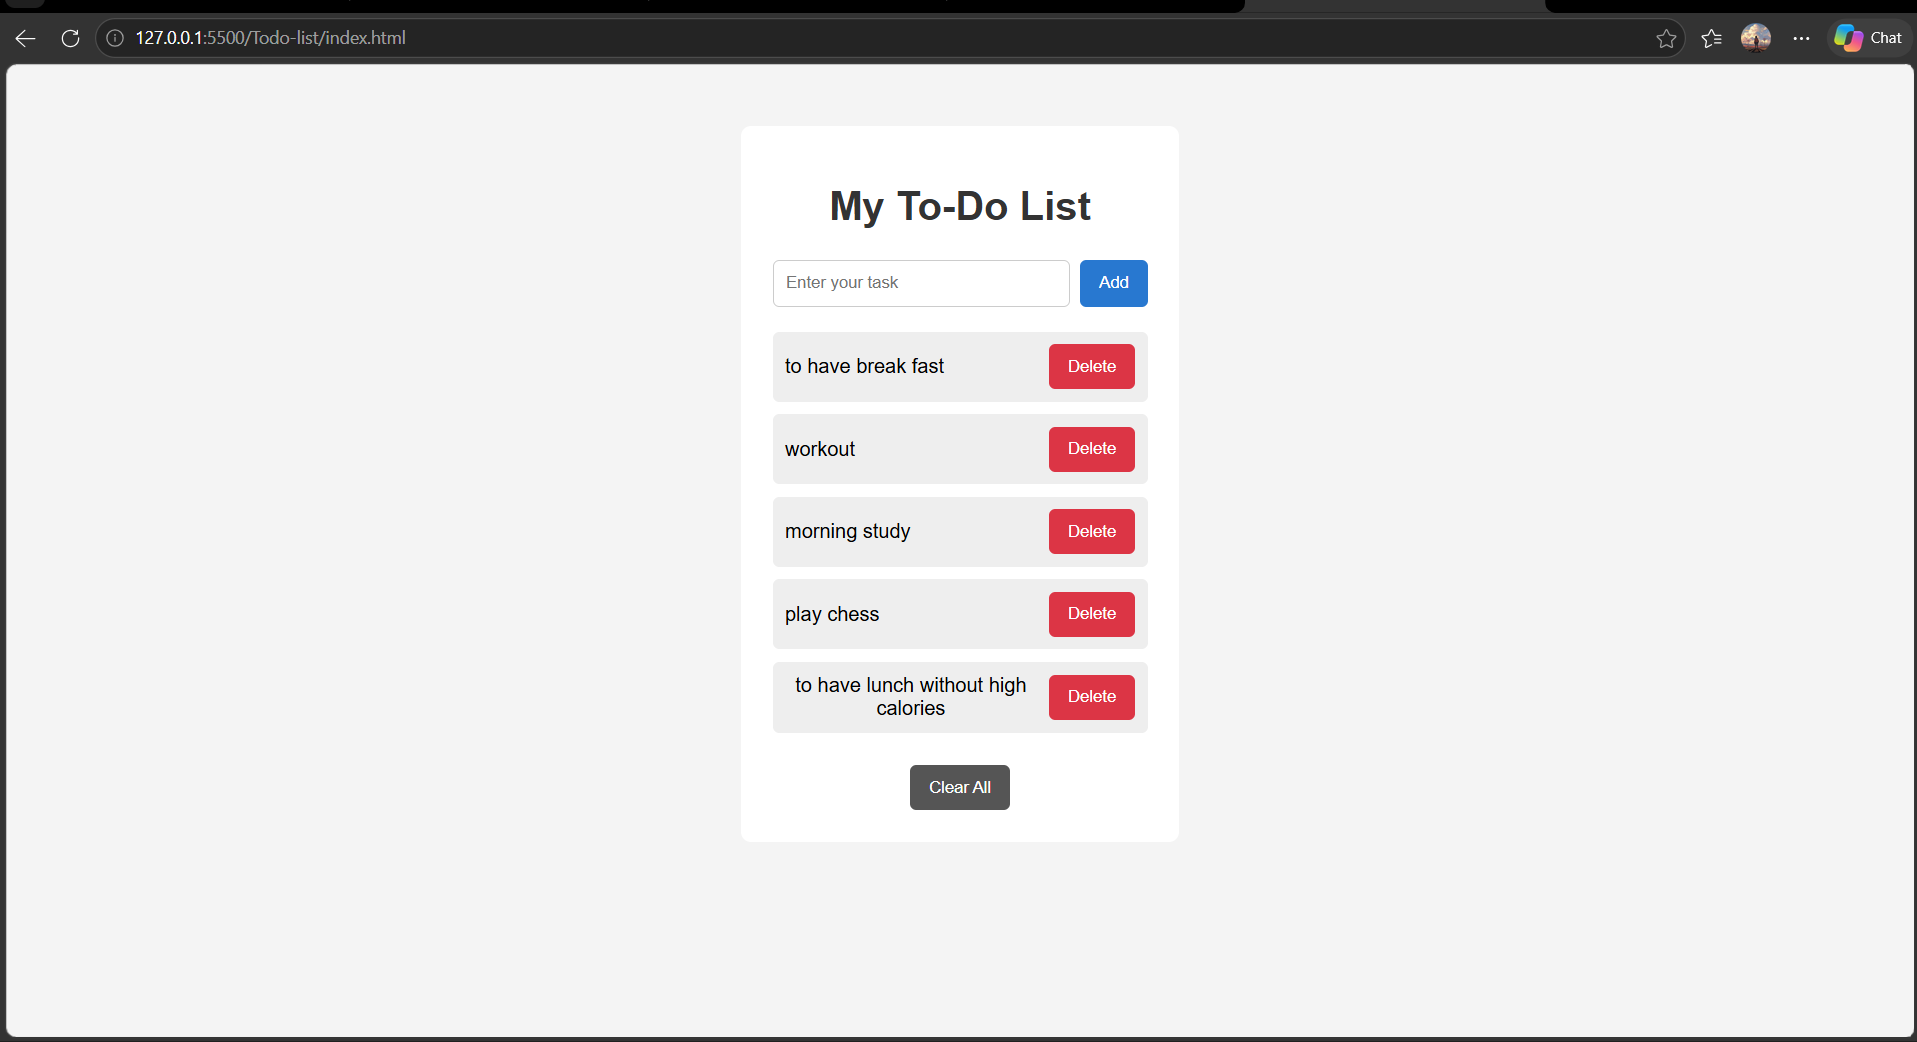 127.0.0.1:5500/Todo-list/index.html
Chat
My To-Do List
Enter your task
Add
to have break fast
Delete
workout
Delete
morning study
Delete
play chess
Delete
to have lunch without high
calories
Delete
Clear All